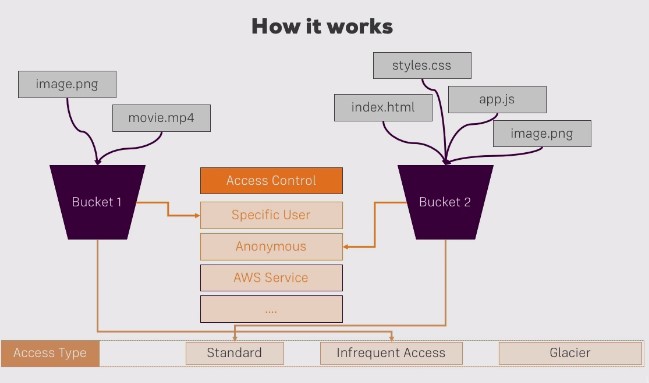 How it works
image.png
movie.mp4
styles.css
index.html
app.js
image.png
Bucket 1
Bucket 2
Access Control
Specific User
Anonymous
AWS Service
....
Access Type
Standard
Infrequent Access
Glacier